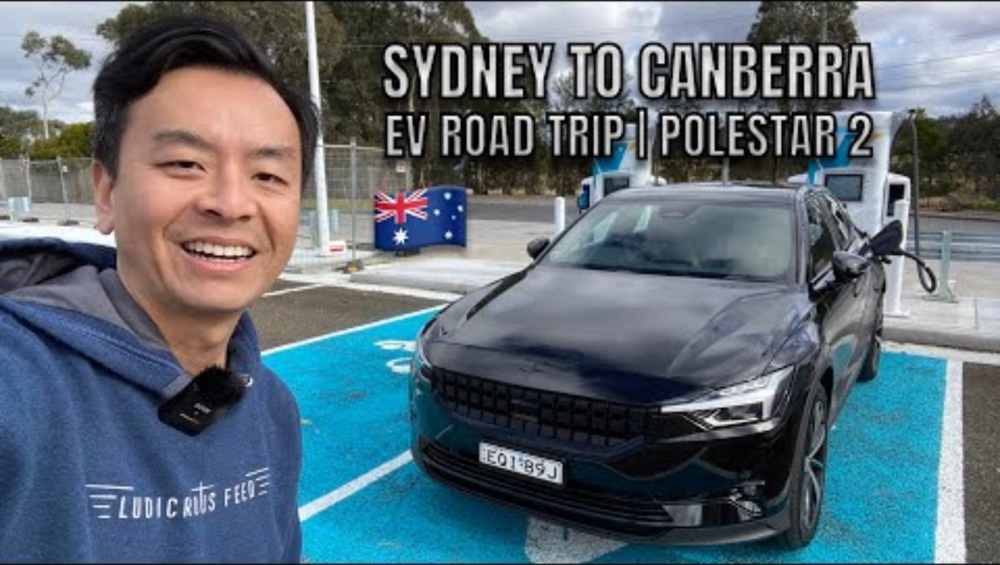 SYDNEY TO CANBERRA
EV ROAD TRIP | POLESTAR 2
EQI·89J
LUDICROUS FEED